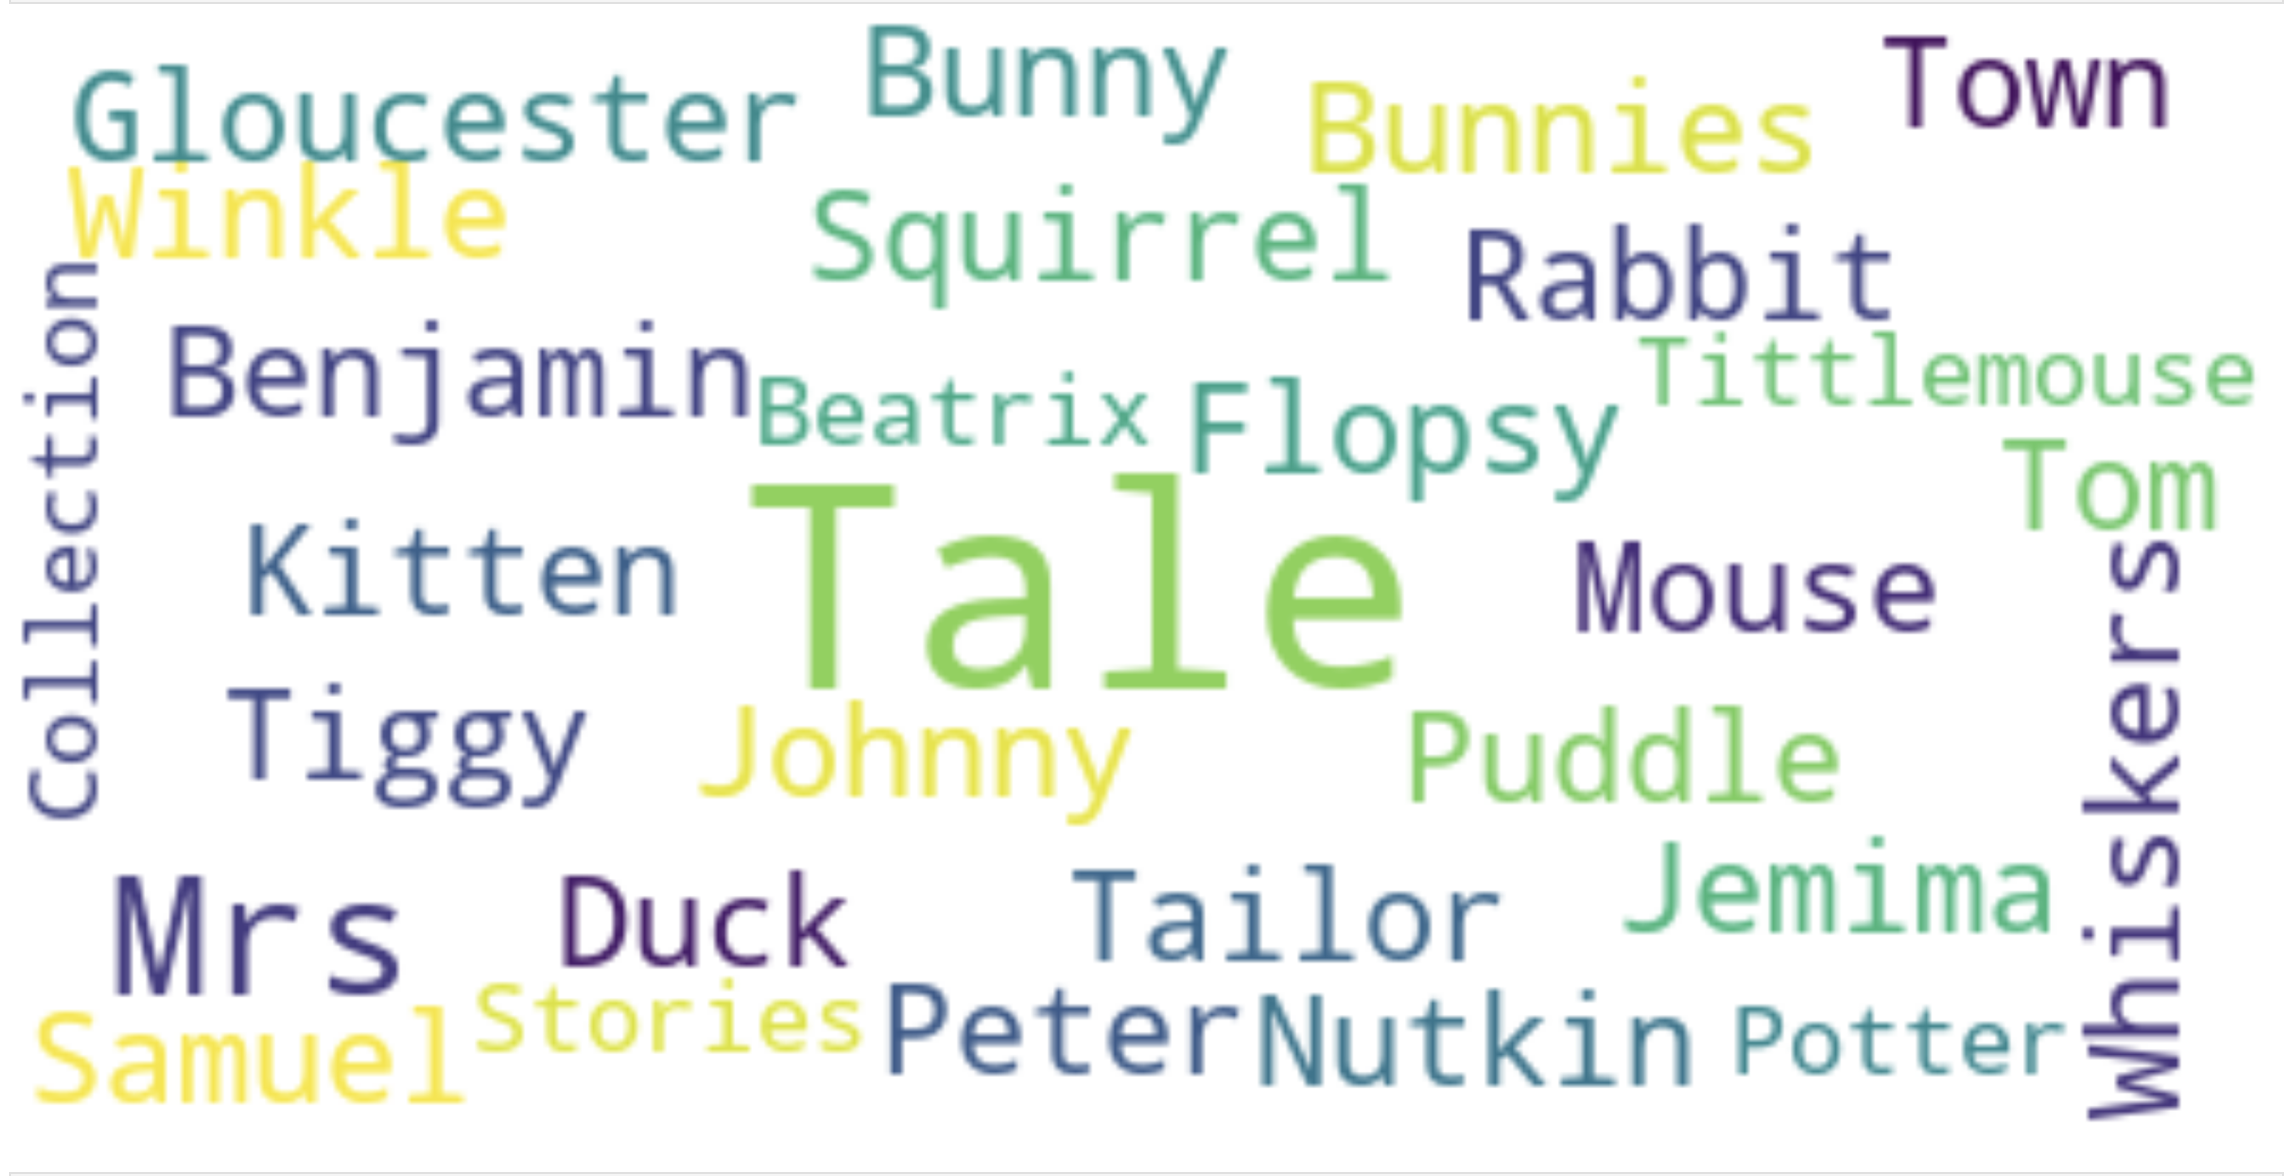 Gloucester
Bunny
Bunnies
Town
Winkle
Squirrel
Rabbit
Collection
Benjamin
Beatrix
Flopsy
Tittlemouse
Tom
Kitten
Tale
Mouse
Whiskers
Tiggy
Johnny
Puddle
Mrs
Duck
Tailor
Jemima
Samuel
Stories
Peter
Nutkin
Potter